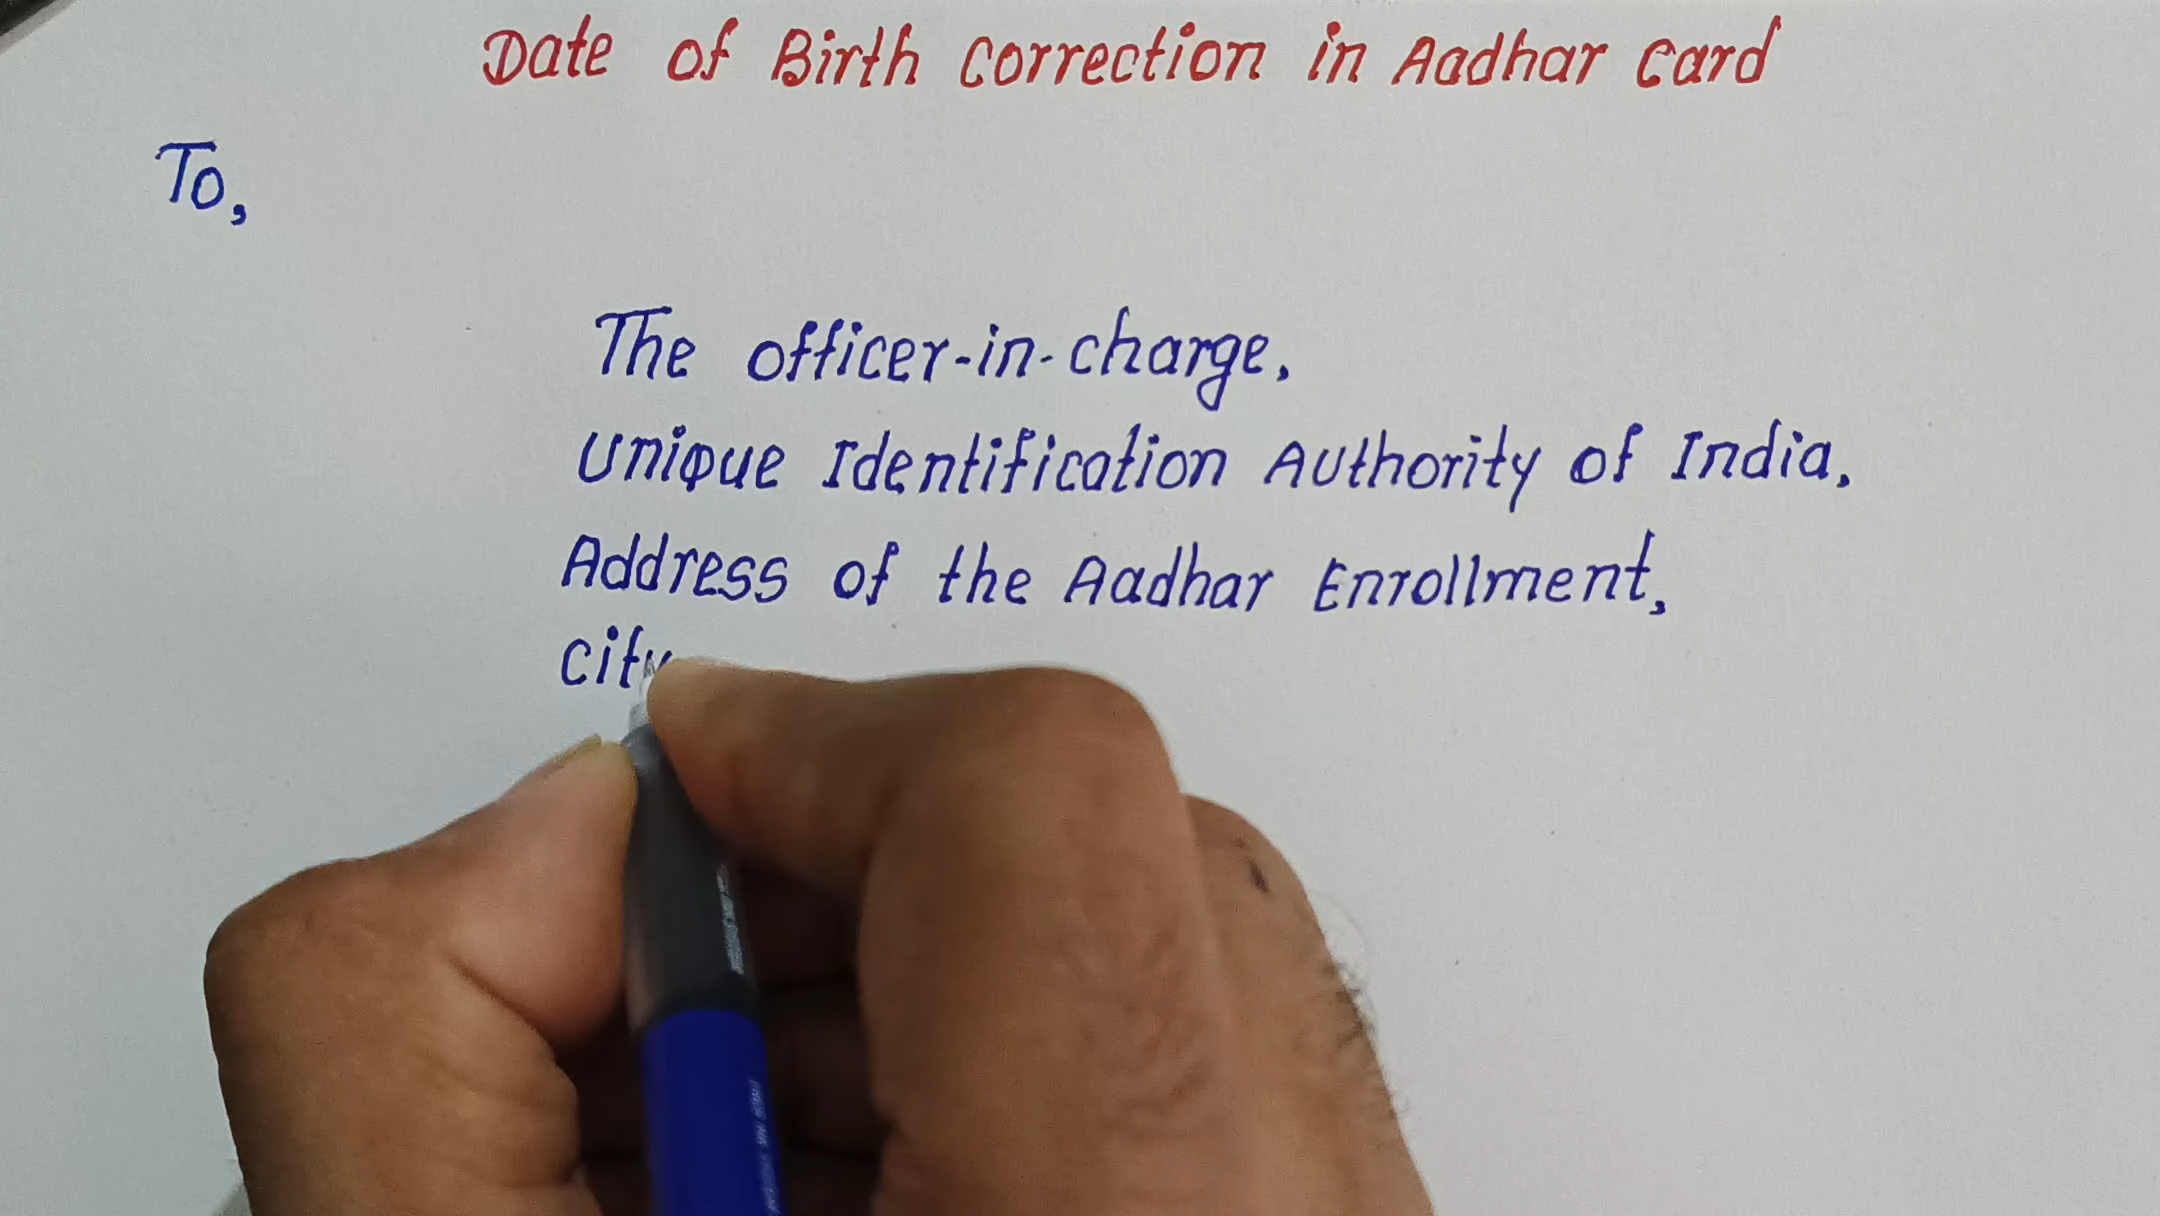 Date of Birth Correction in Aadhar Card
To,
The officer-in-charge,
Unique Identification Authority of India,
Address of the Aadhar Enrollment,
City